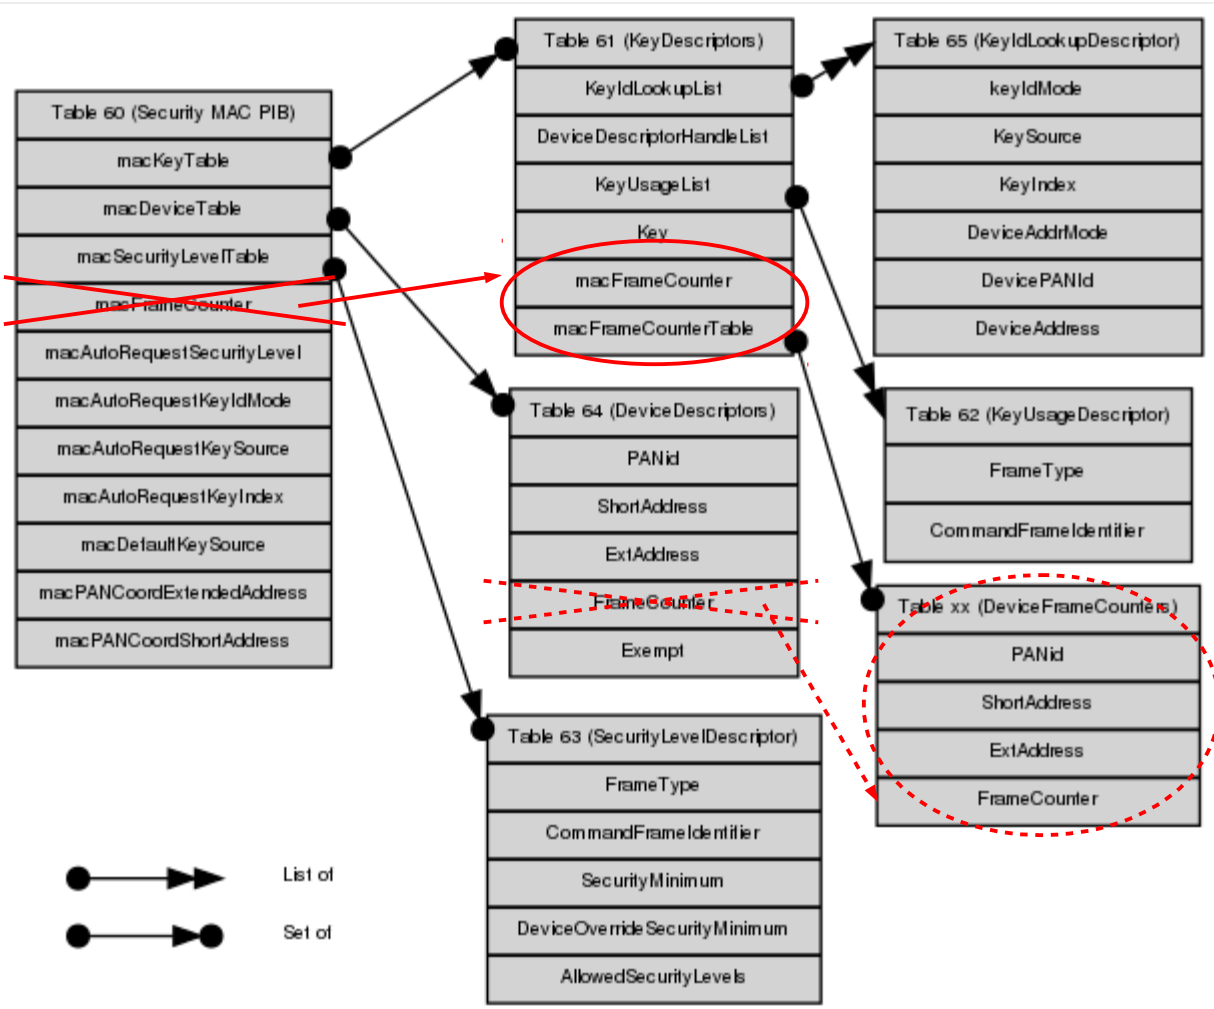 Table 60 (Security MAC PIB)
macKeyTable
macDeviceTable
macSecurityLevelTable
macFrameCounter
macAutoRequestSecurityLevel
macAutoRequestKeyIdMode
macAutoRequestKeySource
macAutoRequestKeyIndex
macDefaultKeySource
macPANCoordExtendedAddress
macPANCoordShortAddress
Table 61 (KeyDescriptors)
KeyIdLookupList
DeviceDescriptorHandleList
KeyUsageList
Key
macFrameCounter
macFrameCounterTable
Table 65 (KeyIdLookupDescriptor)
keyIdMode
KeySource
KeyIndex
DeviceAddrMode
DevicePANId
DeviceAddress
Table 64 (DeviceDescriptors)
PANid
ShortAddress
ExtAddress
FrameCounter
Exempt
Table 62 (KeyUsageDescriptor)
FrameType
CommandFrameIdentifier
Table xx (DeviceFrameCounters)
PANid
ShortAddress
ExtAddress
FrameCounter
Table 63 (SecurityLevelDescriptor)
FrameType
CommandFrameIdentifier
SecurityMinimum
DeviceOverrideSecurityMinimum
AllowedSecurityLevels
List of
Set of